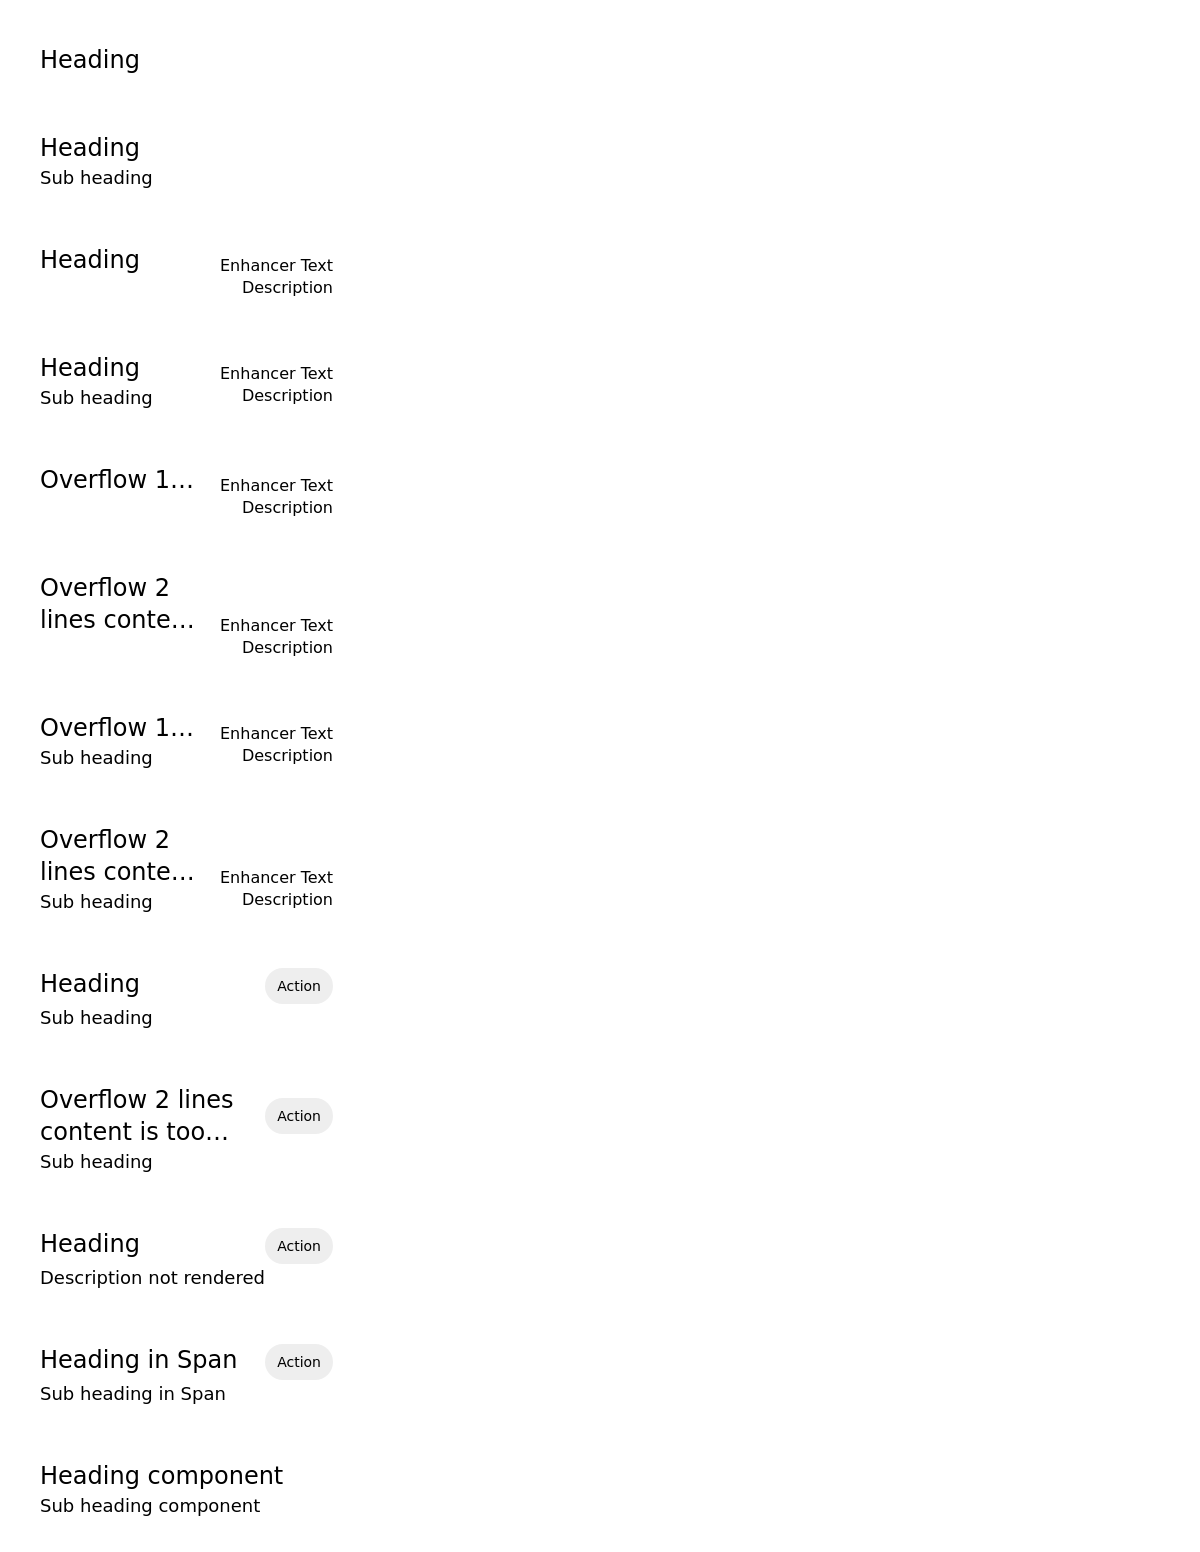 Heading
Heading
Sub heading
Heading
Enhancer Text
Description
Heading
Enhancer Text
Sub heading
Description
Overflow 1…
Enhancer Text
Description
Overflow 2
lines conte…
Enhancer Text
Description
Overflow 1…
Enhancer Text
Sub heading
Description
Overflow 2
lines conte…
Enhancer Text
Sub heading
Description
Heading
Action
Sub heading
Overflow 2 lines
content is too…
Action
Sub heading
Heading
Action
Description not rendered
Heading in Span
Action
Sub heading in Span
Heading component
Sub heading component